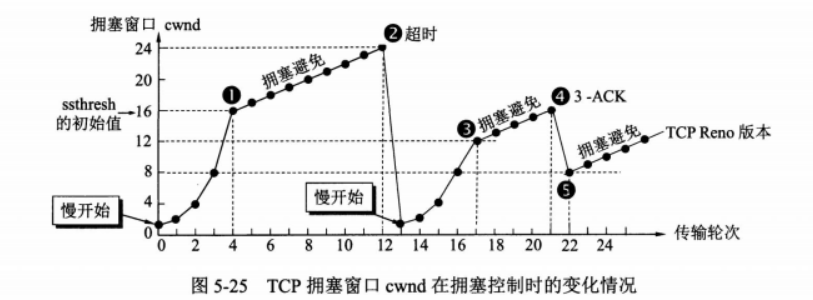 拥塞窗口 cwnd
24
20
16
12
8
4
0
ssthresh
的初始值
慢开始
❶
拥塞避免
❷ 超时
慢开始
❸
拥塞避免
❹ 3-ACK
❺
拥塞避免
TCP Reno 版本
0 2 4 6 8 10 12 14 16 18 20 22 24
传输轮次
图 5-25 TCP 拥塞窗口 cwnd 在拥塞控制时的变化情况